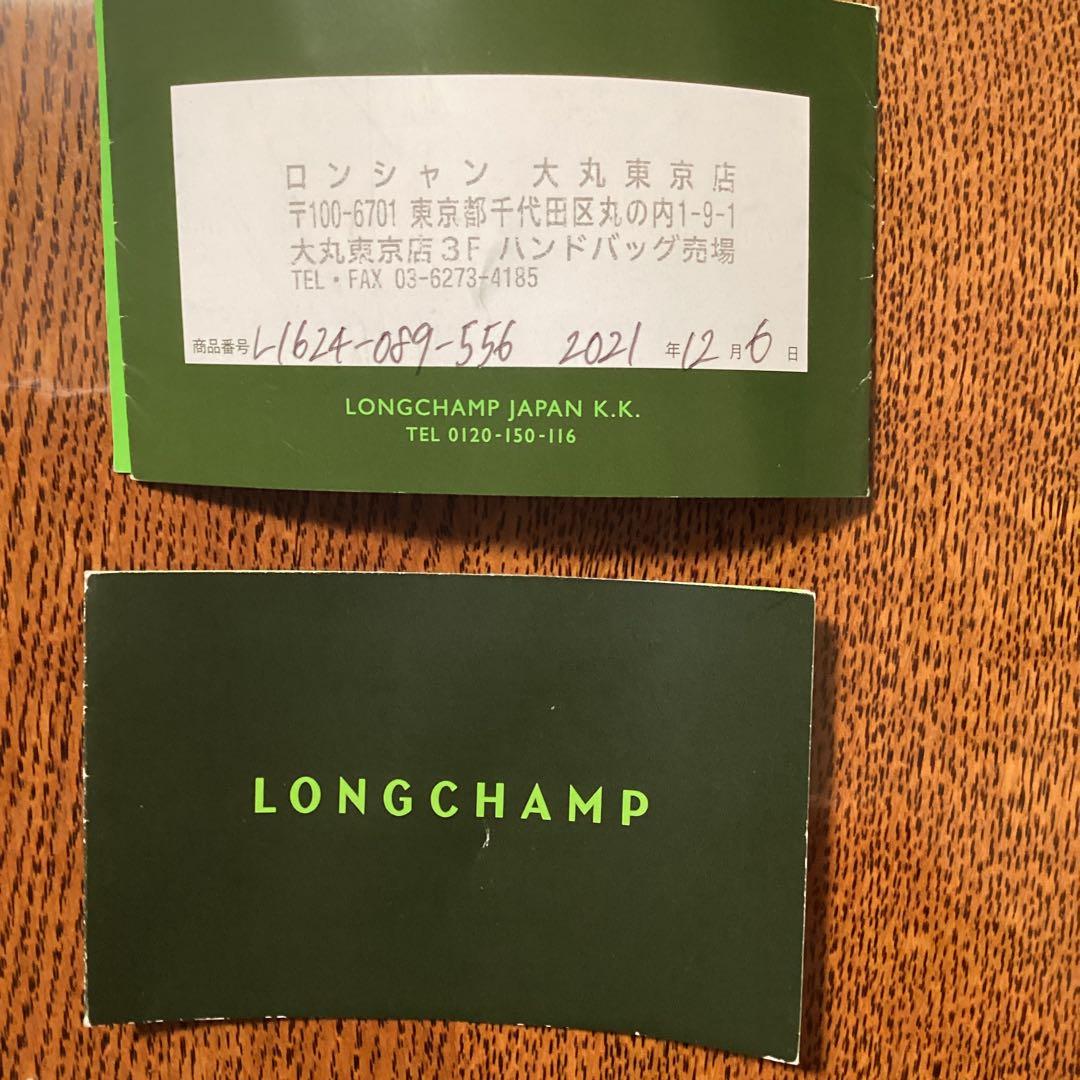 ロンシャン 大丸東京店
〒100-6701 東京都千代田区丸の内1-9-1
大丸東京店3F ハンドバッグ売場
TEL・FAX 03-6273-4185
商品番号 L1624-089-556 2021 年 12 月 6 日
LONGCHAMP JAPAN K.K.
TEL 0120-150-116
LONGCHAMP